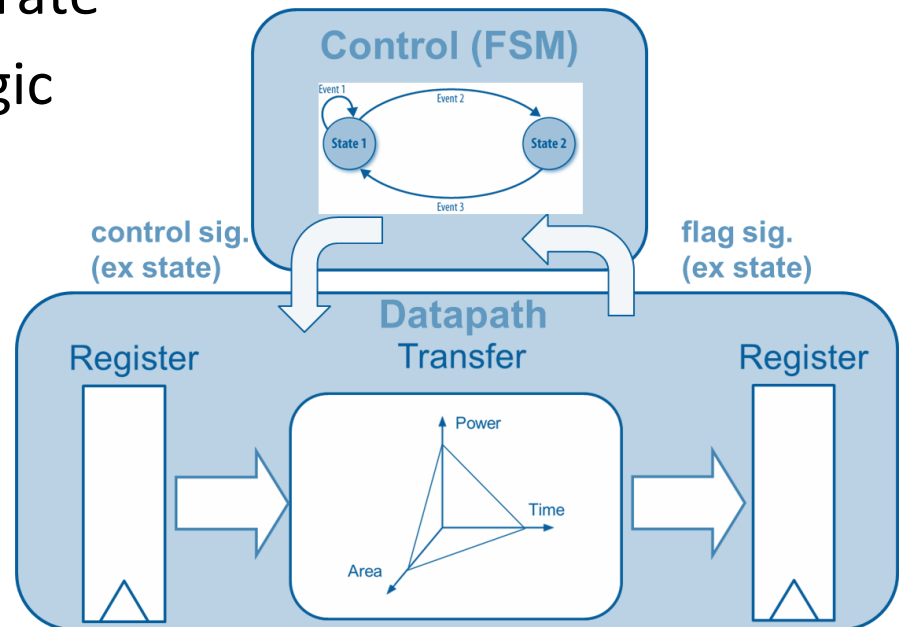 gic
Control (FSM)
Event 1
Event 2
State 1
State 2
Event 3
control sig.
(ex state)
flag sig.
(ex state)
Datapath
Register
Transfer
Register
Power
Time
Area